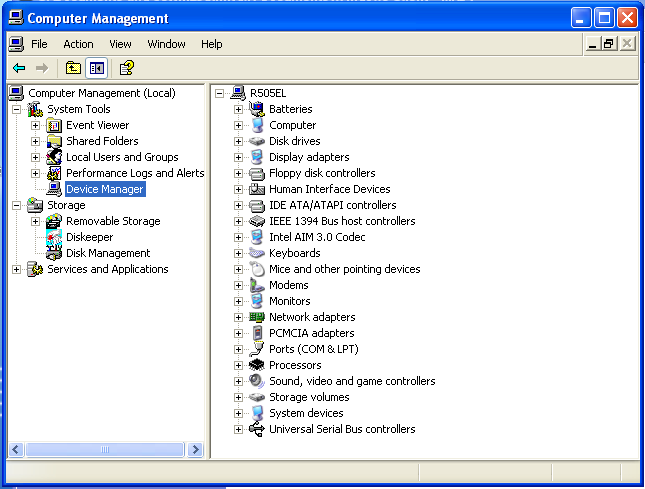 Computer Management
File Action View Window Help
Computer Management (Local)
System Tools
Event Viewer
Shared Folders
Local Users and Groups
Performance Logs and Alerts
Device Manager
Storage
Removable Storage
Diskeeper
Disk Management
Services and Applications
R505EL
Batteries
Computer
Disk drives
Display adapters
Floppy disk controllers
Human Interface Devices
IDE ATA/ATAPI controllers
IEEE 1394 Bus host controllers
Intel AIM 3.0 Codec
Keyboards
Mice and other pointing devices
Modems
Monitors
Network adapters
PCMCIA adapters
Ports (COM & LPT)
Processors
Sound, video and game controllers
Storage volumes
System devices
Universal Serial Bus controllers